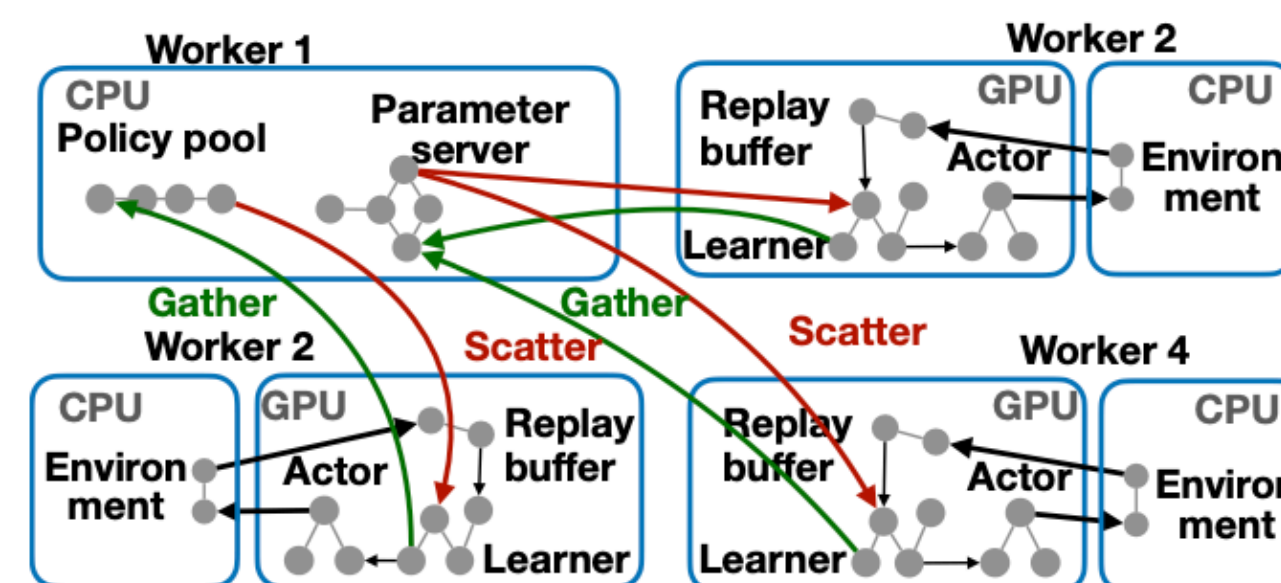 Worker 1
CPU
Policy pool
Parameter
server
Worker 2
GPU
CPU
Replay
buffer
Actor
Environ
ment
Learner
Gather
Gather
Scatter
Scatter
Worker 2
CPU
GPU
Environ
ment
Actor
Replay
buffer
Learner
Worker 4
GPU
CPU
Replay
buffer
Actor
Enviro
ment
Learner